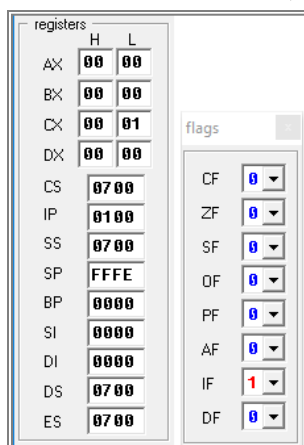 registers
H L
AX 00 00
BX 00 00
CX 00 01
DX 00 00
CS 0700
IP 0100
SS 0700
SP FFFE
BP 0000
SI 0000
DI 0000
DS 0700
ES 0700
flags
CF 0
ZF 0
SF 0
OF 0
PF 0
AF 0
IF 1
DF 0